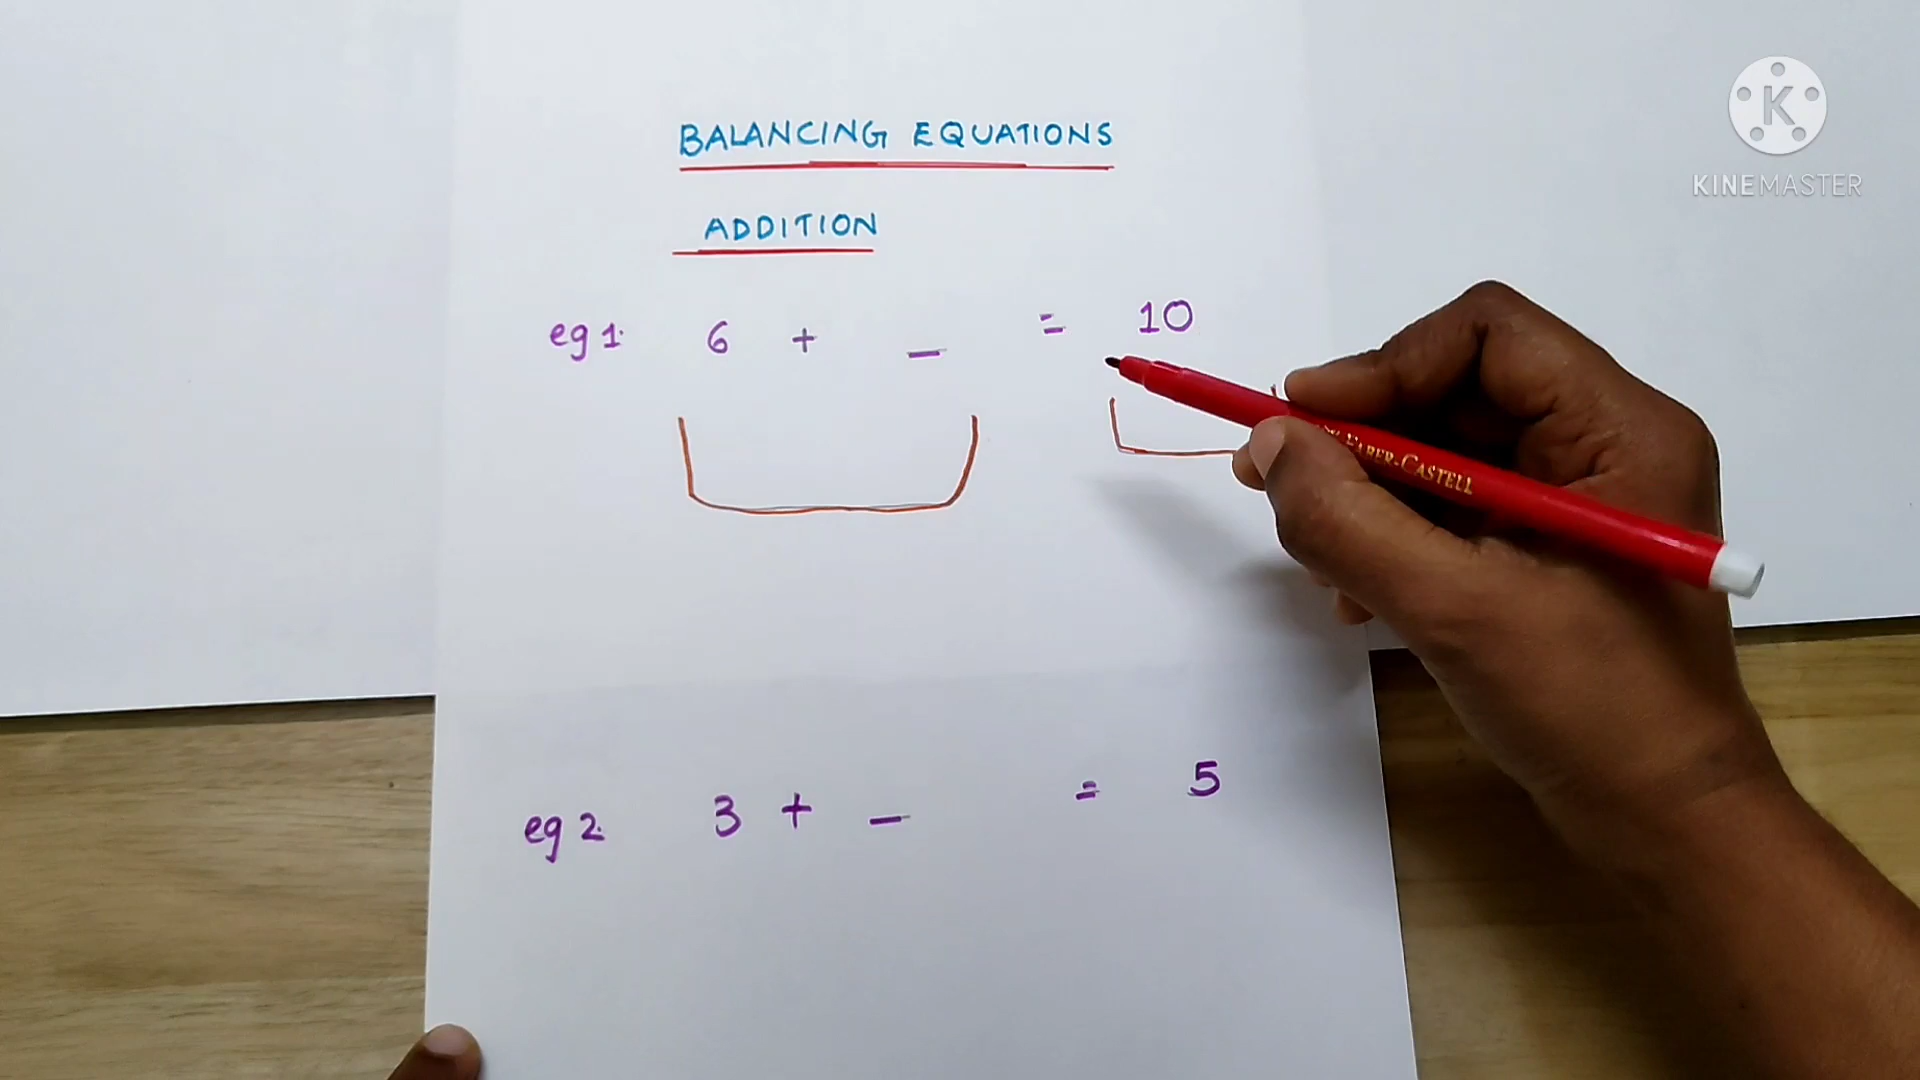 BALANCING EQUATIONS
ADDITION
eg 1. 6 + _ = 10
eg 2. 3 + _ = 5
FABER-CASTELL
KINEMASTER